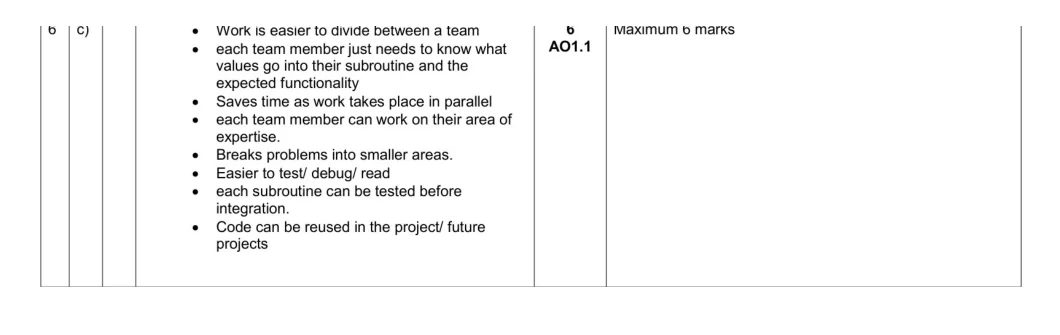 6 c) • Work is easier to divide between a team 6 Maximum 6 marks
• each team member just needs to know what AO1.1
values go into their subroutine and the
expected functionality
• Saves time as work takes place in parallel
• each team member can work on their area of
expertise.
• Breaks problems into smaller areas.
• Easier to test/ debug/ read
• each subroutine can be tested before
integration.
• Code can be reused in the project/ future
projects